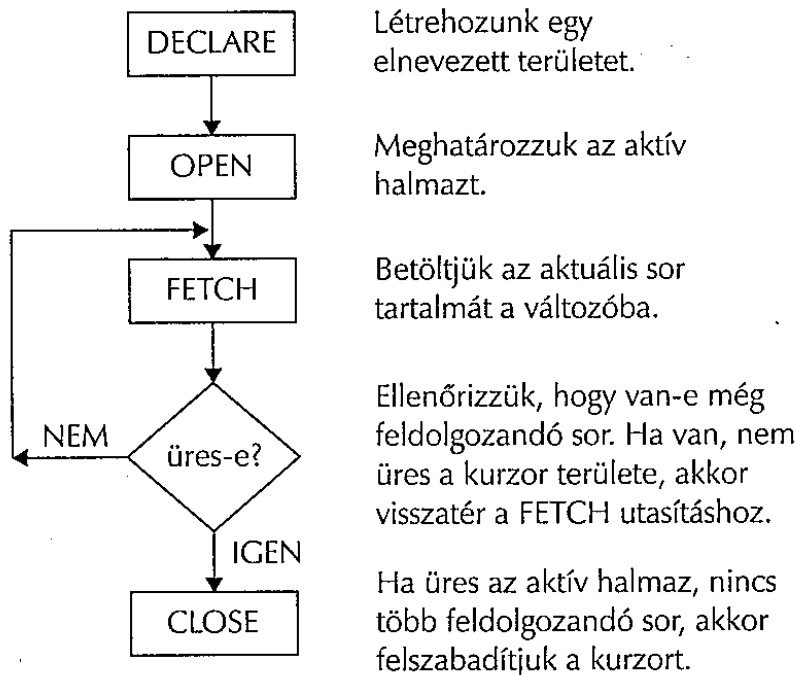 DECLARE
Létrehozunk egy
elnevezett területet.
OPEN
Meghatározzuk az aktív
halmazt.
FETCH
Betöltjük az aktuális sor
tartalmát a változóba.
NEM
üres-e?
Ellenőrizzük, hogy van-e még
feldolgozandó sor. Ha van, nem
üres a kurzor területe, akkor
visszatér a FETCH utasításhoz.
IGEN
CLOSE
Ha üres az aktív halmaz, nincs
több feldolgozandó sor, akkor
felszabadítjuk a kurzort.